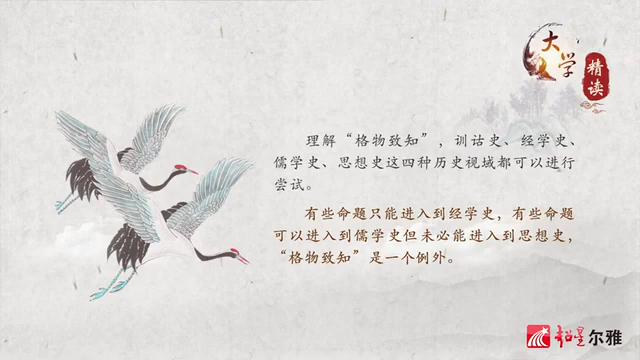 大学
精读
理解“格物致知”，训诂史、经学史、
儒学史、思想史这四种历史视域都可以进行
尝试。
有些命题只能进入到经学史，有些命题
可以进入到儒学史但未必能进入到思想史，
“格物致知”是一个例外。
超星尔雅